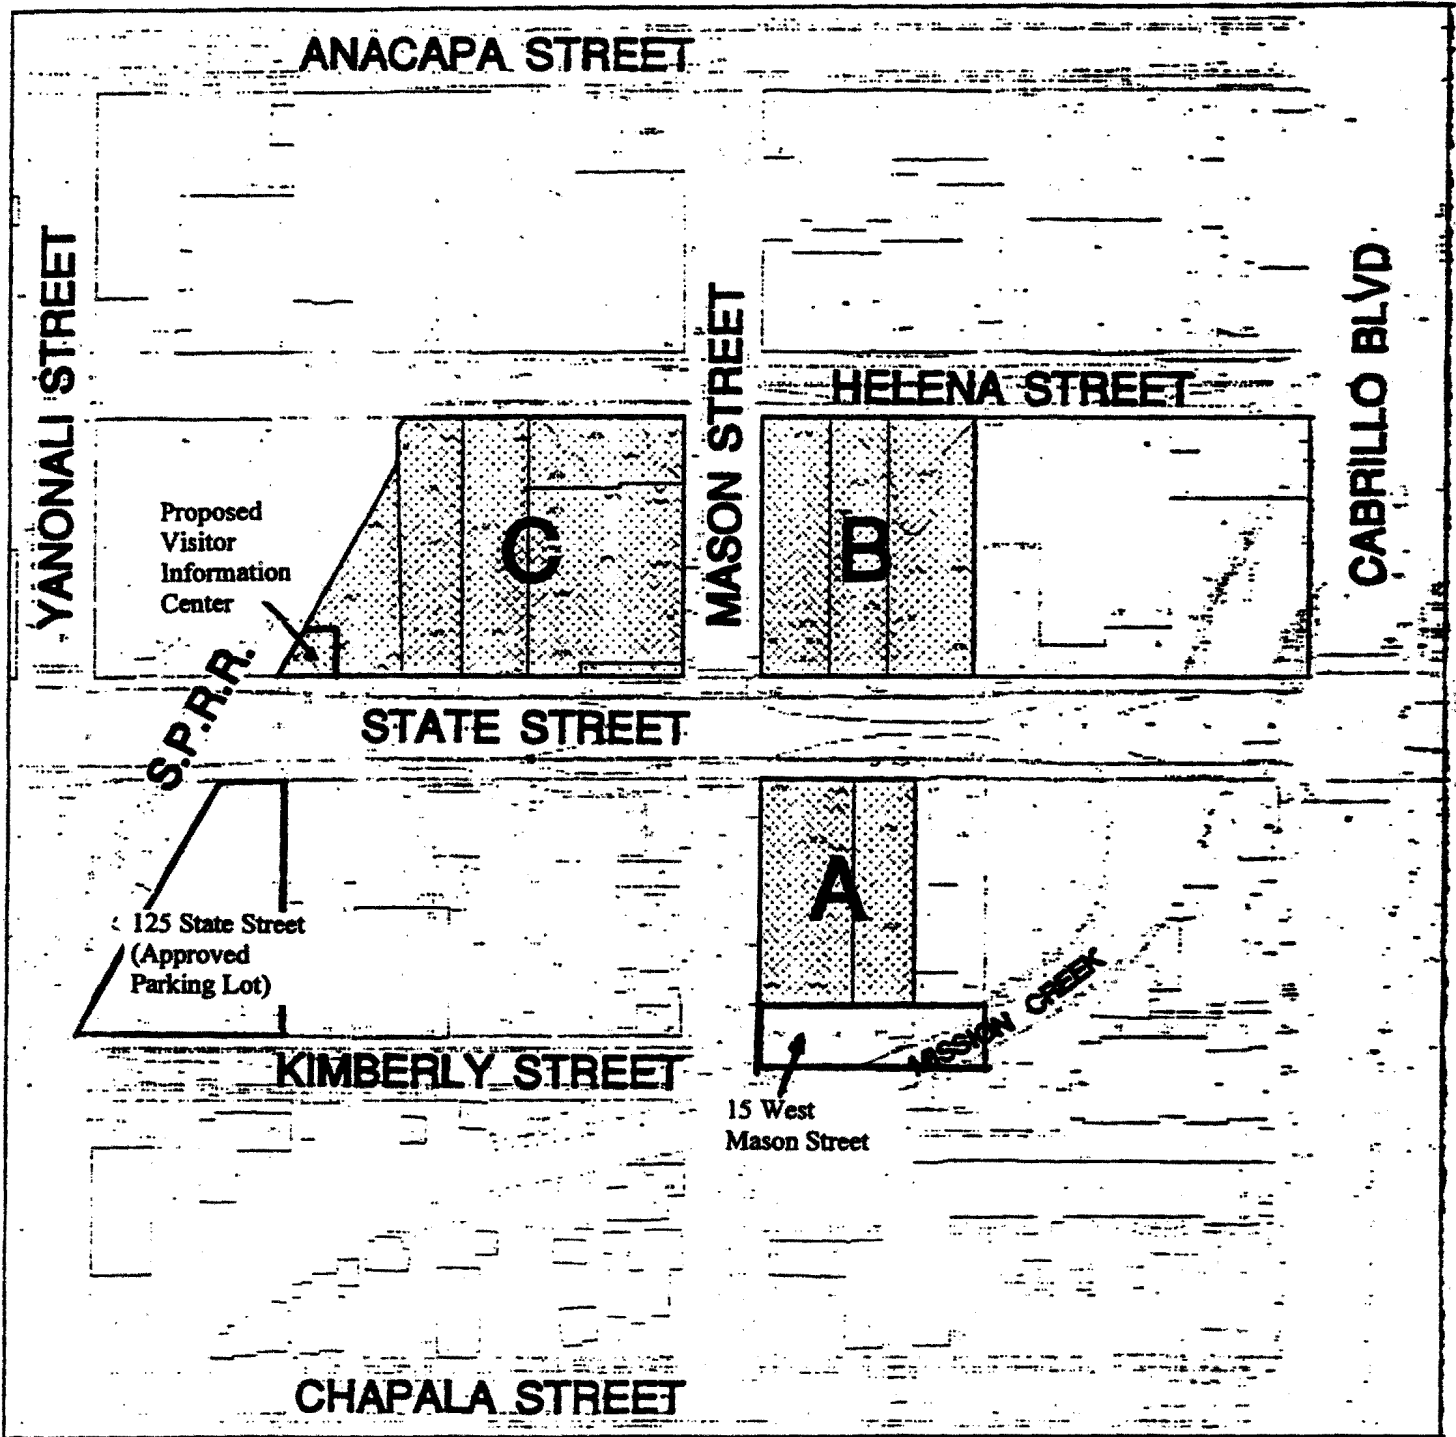 ANACAPA STREET
YANONALI STREET
MASON STREET
CABRILLO BLVD
HELENA STREET
Proposed
Visitor
Information
Center
C
B
S.P.R.R.
STATE STREET
A
125 State Street
(Approved
Parking Lot)
MISSION CREEK
KIMBERLY STREET
15 West
Mason Street
CHAPALA STREET